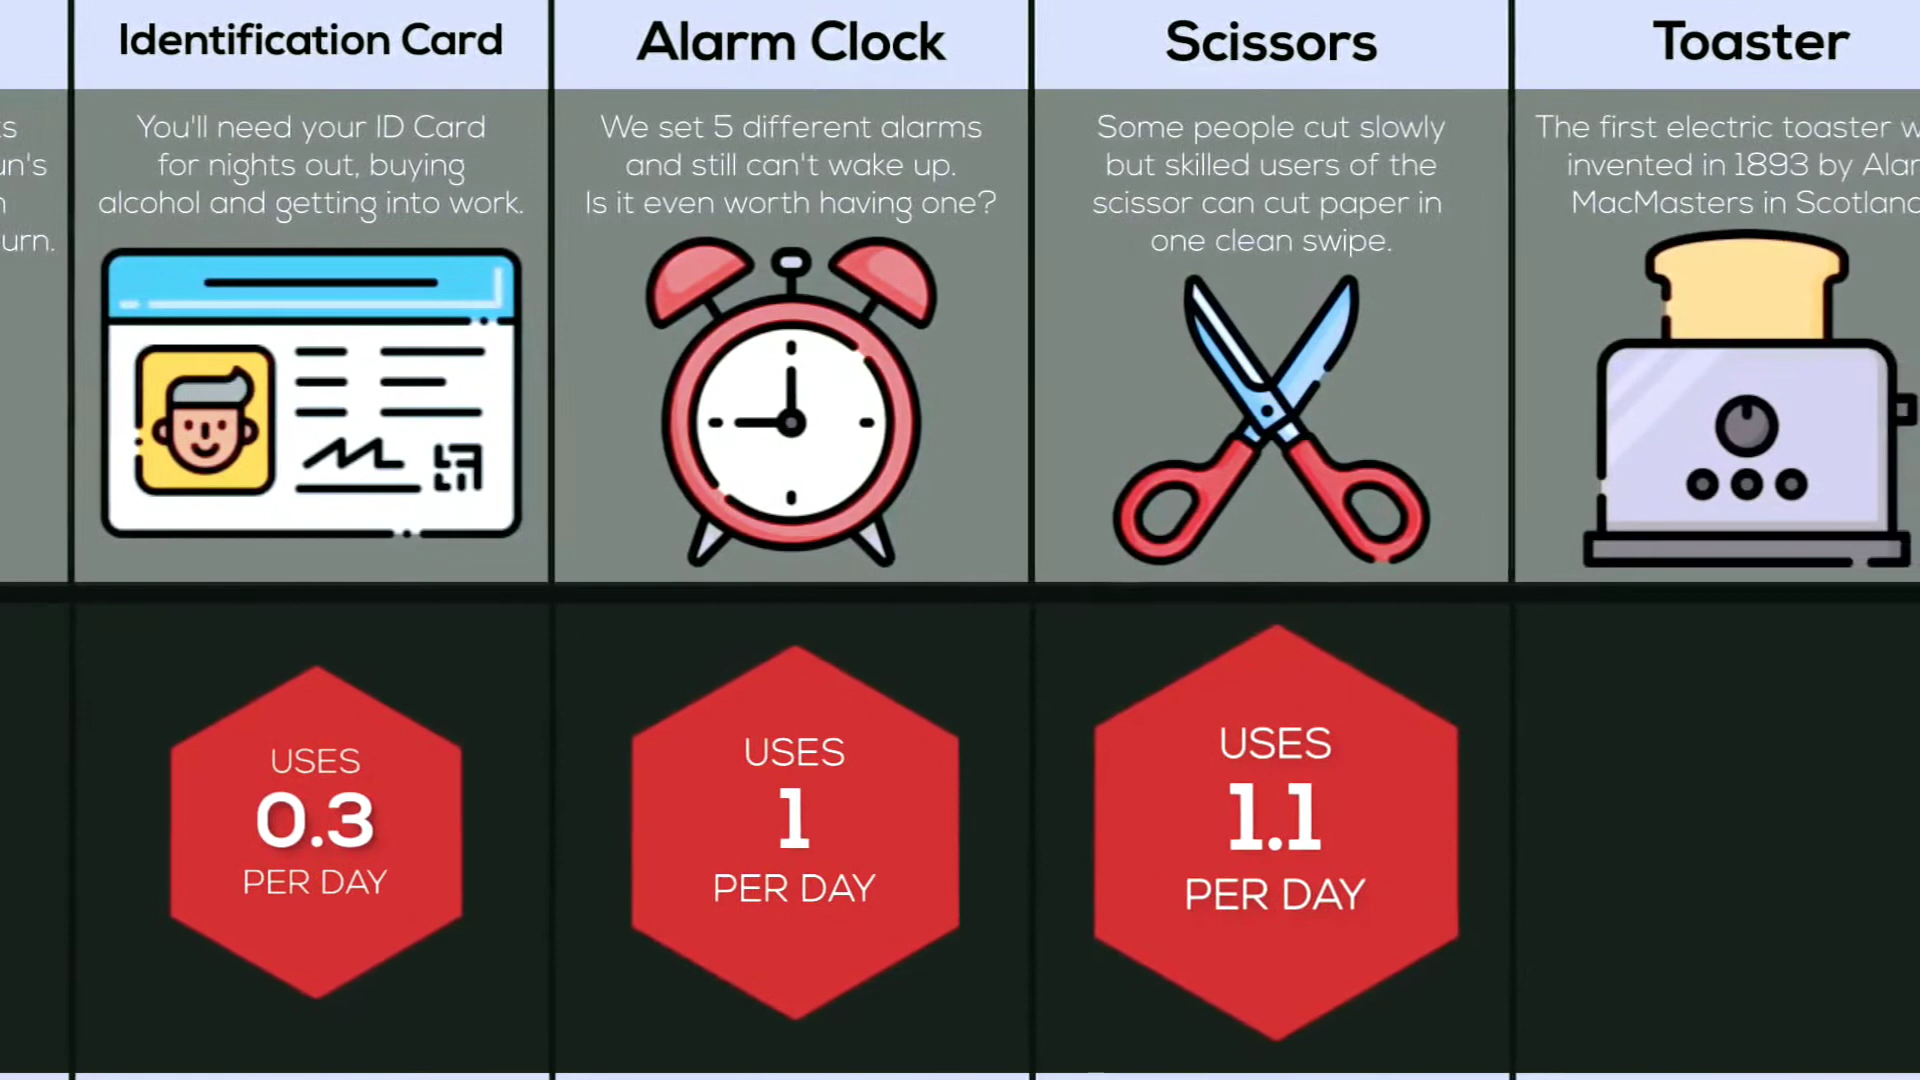 Identification Card
You'll need your ID Card
for nights out, buying
alcohol and getting into work.
USES
0.3
PER DAY
Alarm Clock
We set 5 different alarms
and still can't wake up.
Is it even worth having one?
USES
1
PER DAY
Scissors
Some people cut slowly
but skilled users of the
scissor can cut paper in
one clean swipe.
USES
1.1
PER DAY
Toaster
The first electric toaster
invented in 1893 by
MacMasters in